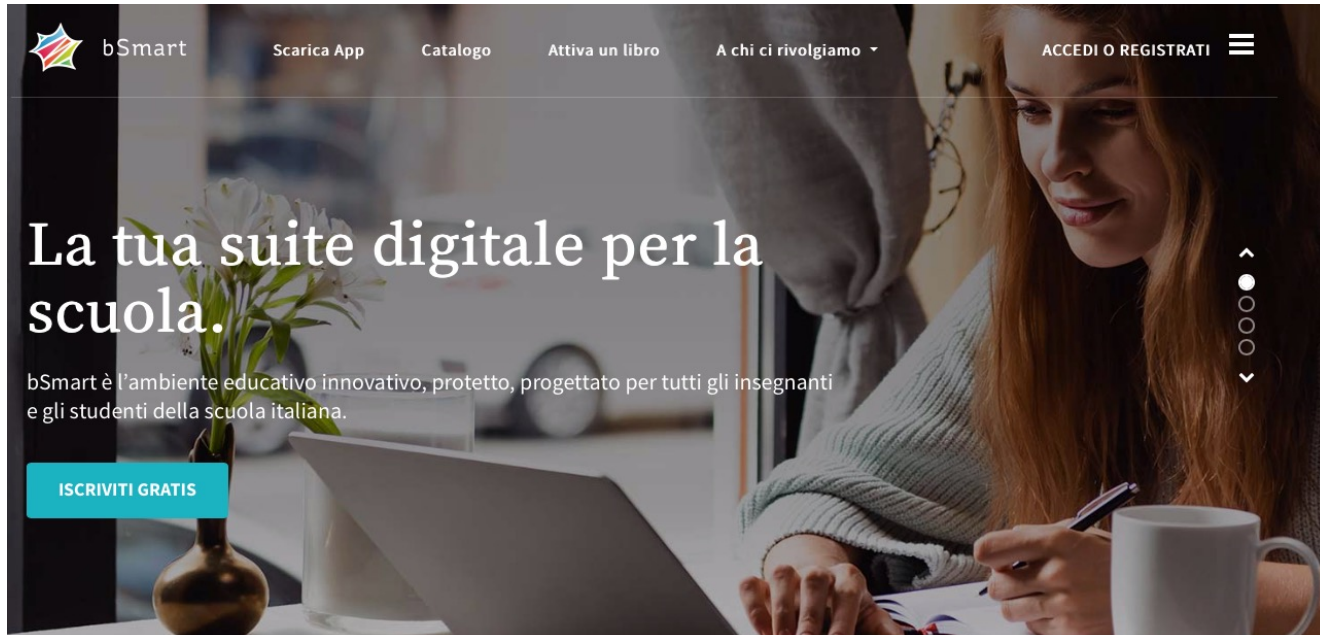 bSmart
Scarica App
Catalogo
Attiva un libro
A chi ci rivolgiamo
ACCEDI O REGISTRATI
La tua suite digitale per la
scuola.
bSmart è l'ambiente educativo innovativo, protetto, progettato per tutti gli insegnanti
e gli studenti della scuola italiana.
ISCRIVITI GRATIS